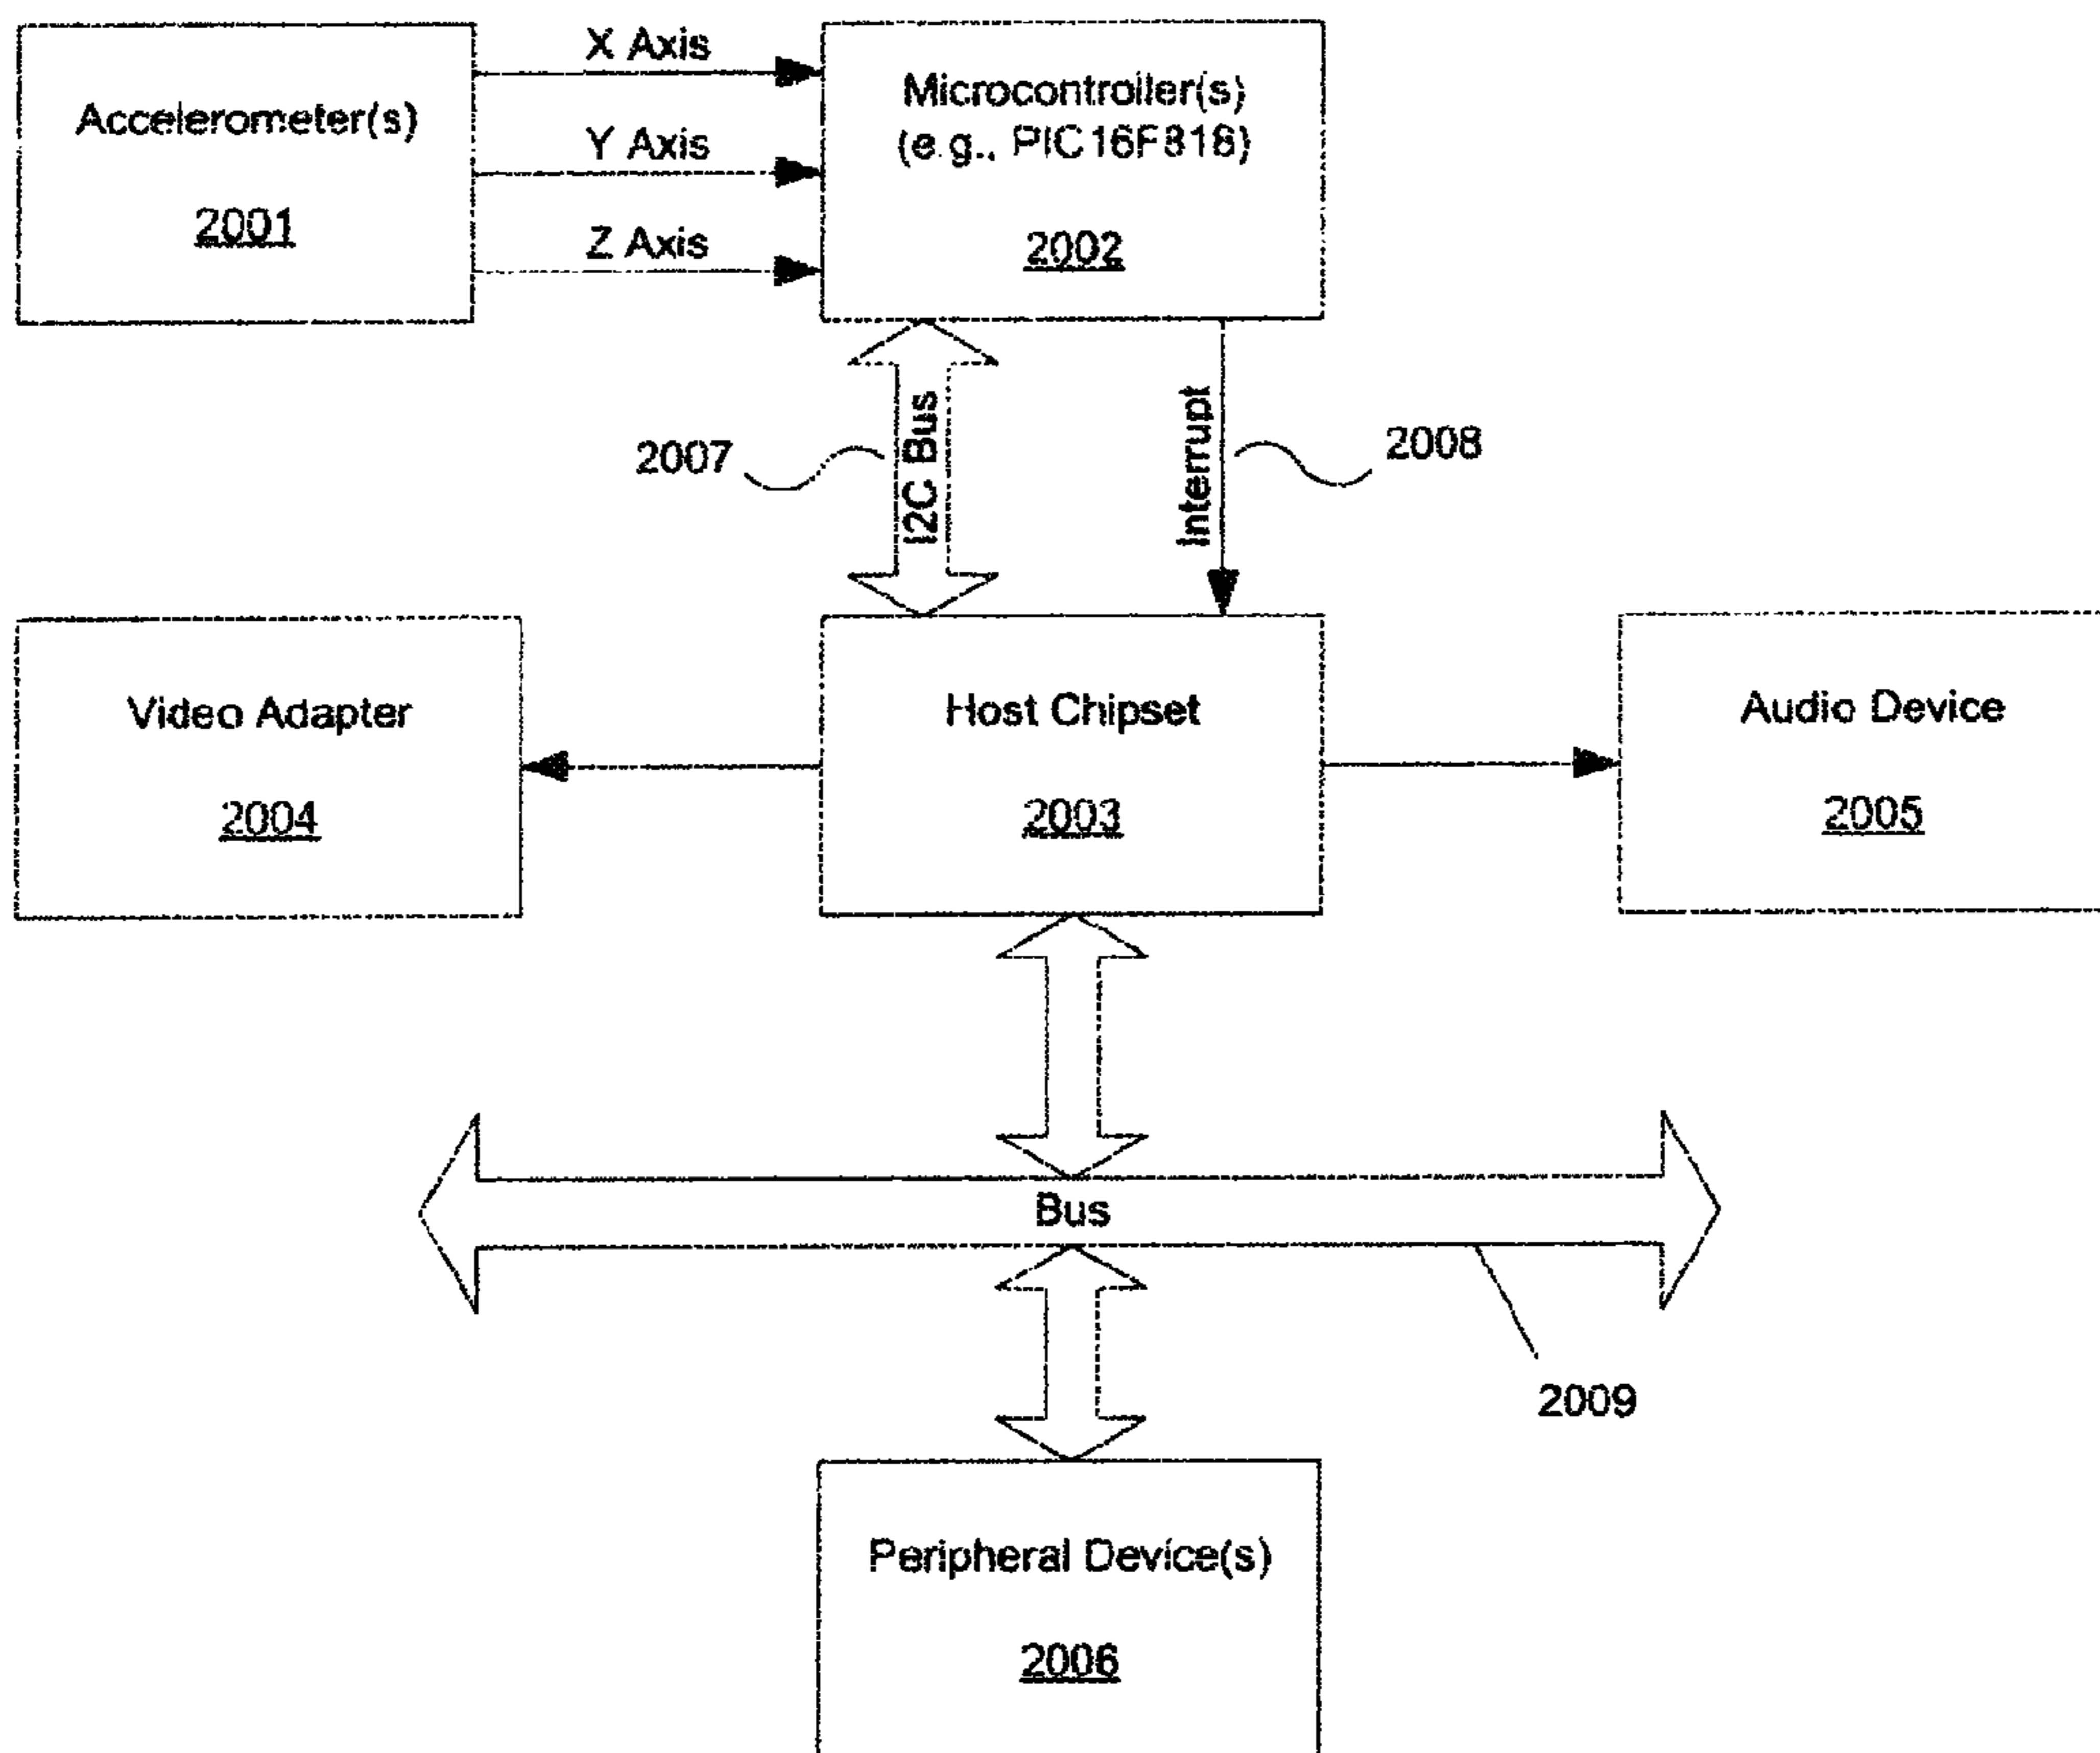 X Axis
Accelerometer(s)
2001
Y Axis
Z Axis
Microcontroller(s)
(e.g., PIC16F818)
2002
2007
I2C Bus
Interrupt
2008
Video Adapter
2004
Host Chipset
2003
Audio Device
2005
Bus
2009
Peripheral Device(s)
2006